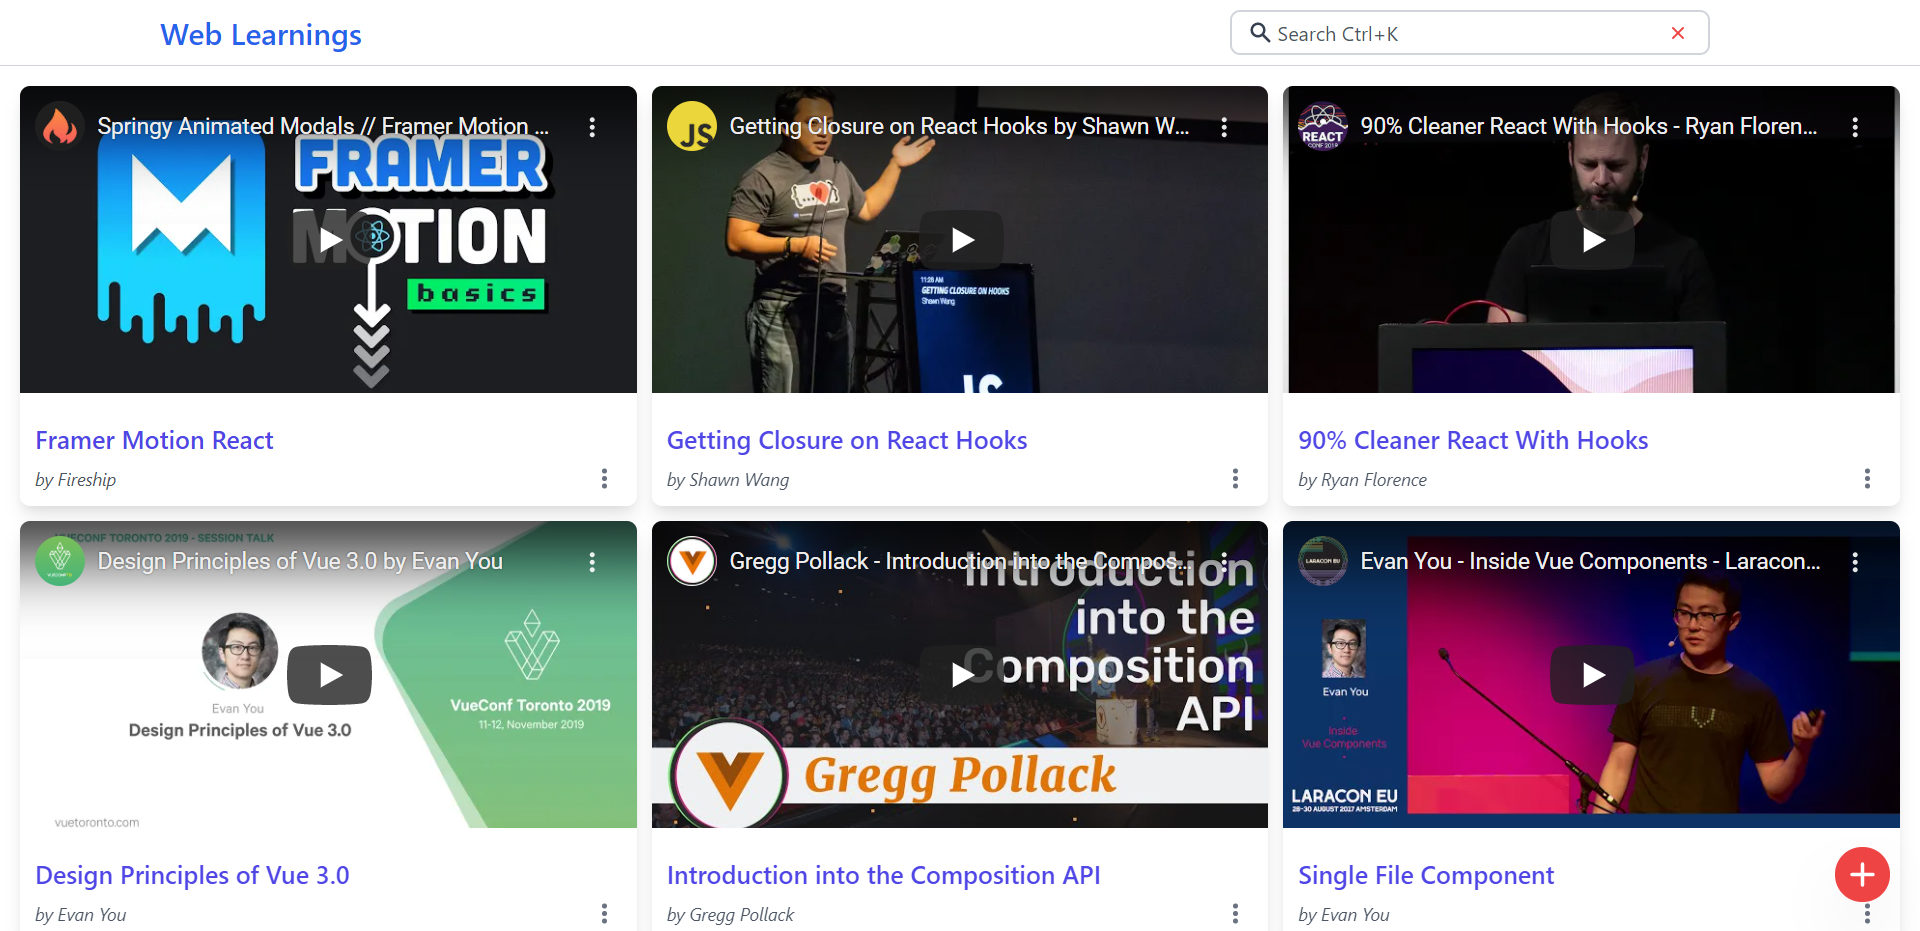 Web Learnings
Search Ctrl+K
Springy Animated Modals // Framer Motion ...
FRAMER
MOTION
basics
Framer Motion React
by Fireship
JS
Getting Closure on React Hooks by Shawn W...
11:28 AM
GETTING CLOSURE ON HOOKS
Shawn Wang
JS
Getting Closure on React Hooks
by Shawn Wang
REACT
CONF 2019
90% Cleaner React With Hooks - Ryan Floren...
90% Cleaner React With Hooks
by Ryan Florence
VUECONF TORONTO 2019 - SESSION TALK
Design Principles of Vue 3.0 by Evan You
Evan You
Design Principles of Vue 3.0
VueConf Toronto 2019
11-12, November 2019
vuetoronto.com
Design Principles of Vue 3.0
by Evan You
Gregg Pollack - Introduction into the Compos...
Introduction
into the
Composition
API
Gregg Pollack
Introduction into the Composition API
by Gregg Pollack
LARACON EU
Evan You - Inside Vue Components - Laracon...
Evan You
Inside
Vue Components
LARACON EU
28-30 AUGUST 2017 AMSTERDAM
Single File Component
by Evan You